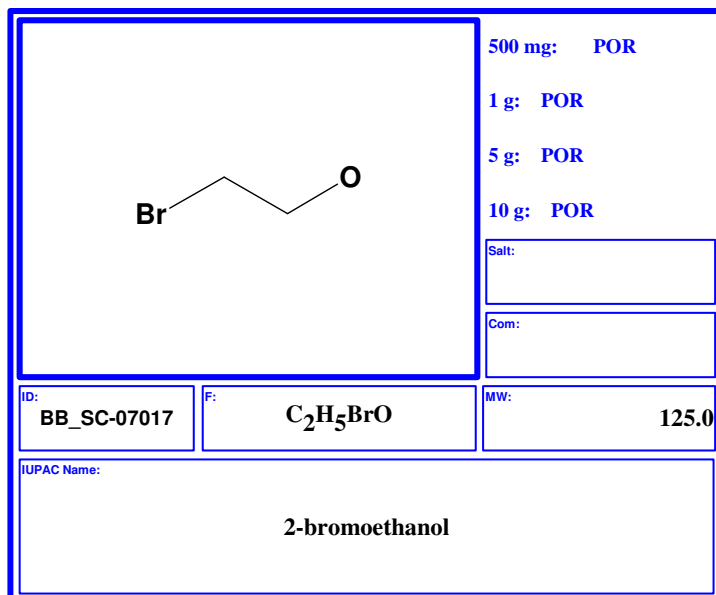 500 mg: POR
1 g: POR
5 g: POR
10 g: POR
Br
O
Salt:
Com:
ID:
BB_SC-07017
F:
C2H5BrO
MW:
125.0
IUPAC Name:
2-bromoethanol